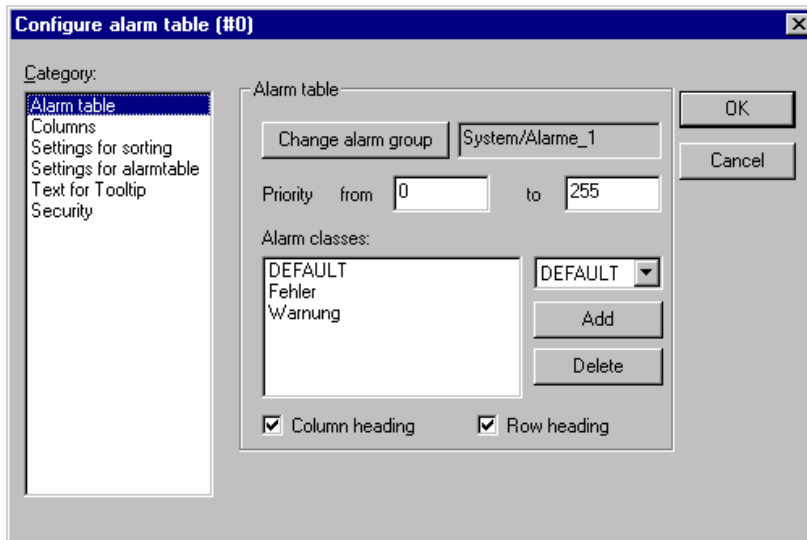 Configure alarm table (#0)
Category:
Alarm table
Columns
Settings for sorting
Settings for alarmtable
Text for Tooltip
Security
Alarm table
Change alarm group System/Alarme_1
Priority from 0 to 255
Alarm classes:
DEFAULT
Fehler
Warnung
DEFAULT
Add
Delete
Column heading Row heading
OK
Cancel